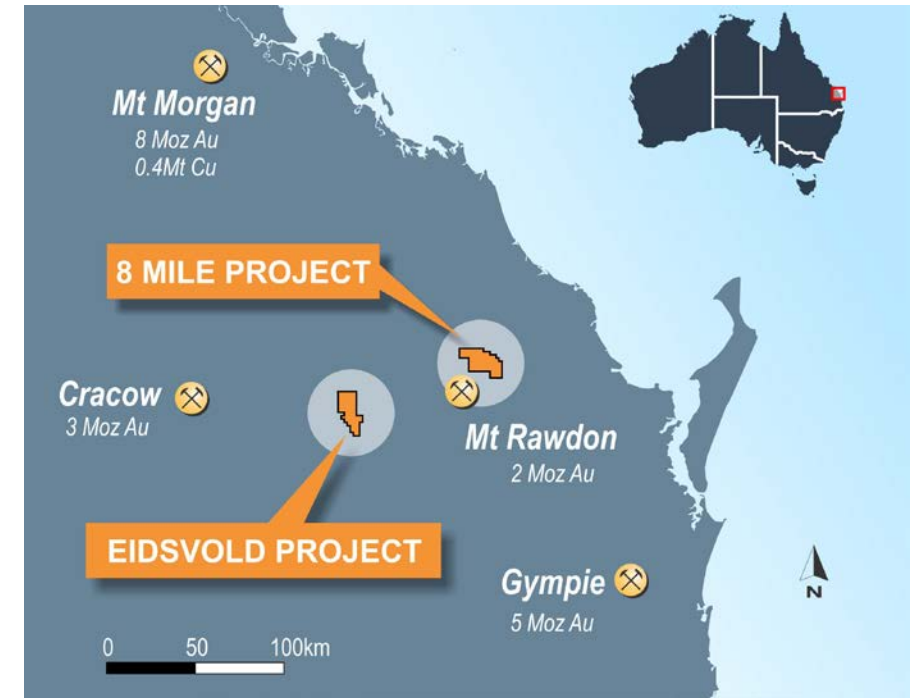 Mt Morgan
8 Moz Au
0.4Mt Cu
8 MILE PROJECT
Cracow
3 Moz Au
Mt Rawdon
2 Moz Au
EIDSVOLD PROJECT
Gympie
5 Moz Au
N
0 50 100km